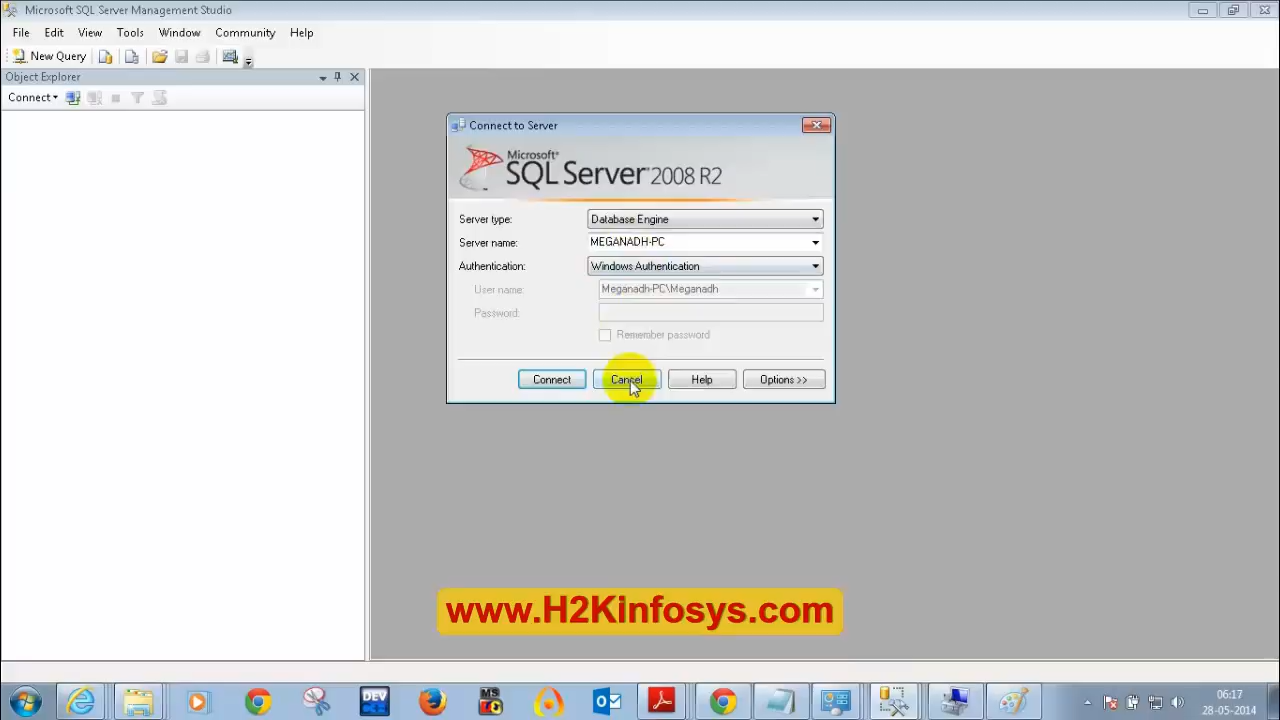 Microsoft SQL Server Management Studio
File Edit View Tools Window Community Help
New Query
Object Explorer
Connect
Connect to Server
Microsoft®
SQL Server 2008 R2
Server type: Database Engine
Server name: MEGANADH-PC
Authentication: Windows Authentication
User name: Meganadh-PC\Meganadh
Password:
Remember password
Connect Cancel Help Options >>
www.H2Kinfosys.com
DEV
MS
06:17
28-05-2014